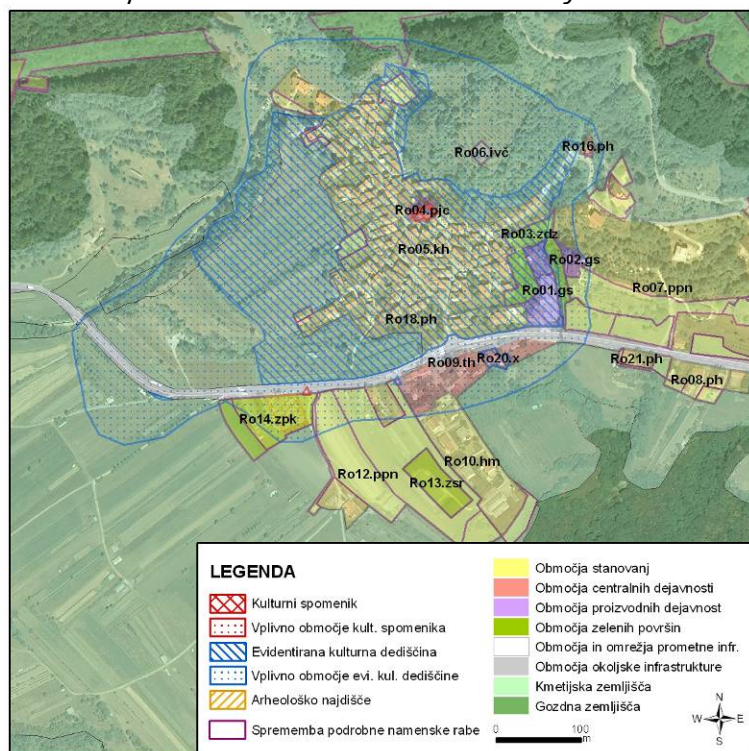 Ro06.ivč
Ro16.ph
Ro04.pjc
Ro05.kh
Ro03.zdz
Ro02.gs
Ro01.gs
Ro07.ppn
Ro18.ph
Ro09.th
Ro20.x
Ro21.ph
Ro08.ph
Ro14.zpk
Ro12.ppn
Ro10.hm
Ro13.zsr
LEGENDA
Kulturni spomenik
Vplivno območje kult. spomenika
Evidentirana kulturna dediščina
Vplivno območje evi. kul. dediščine
Arheološko najdišče
Sprememba podrobne namenske rabe
Območja stanovanj
Območja centralnih dejavnosti
Območja proizvodnih dejavnost
Območja zelenih površin
Območja in omrežja prometne infr.
Območja okoljske infrastrukture
Kmetijska zemljišča
Gozdna zemljišča
0 100
m
N
W E
S